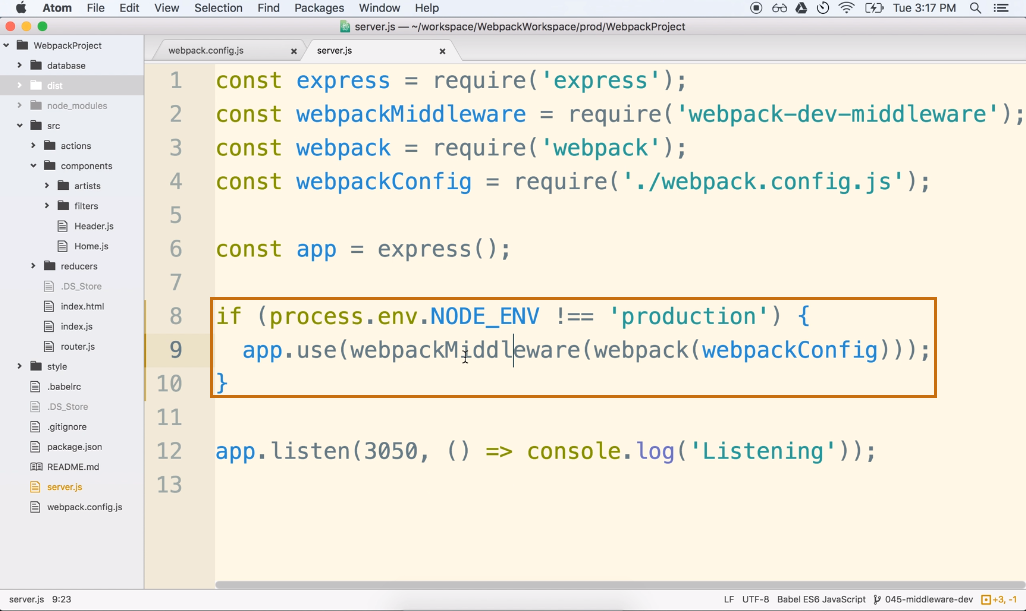 Atom File Edit View Selection Find Packages Window Help Tue 3:17 PM
server.js — ~/workspace/WebpackWorkspace/prod/WebpackProject
WebpackProject
database
dist
node_modules
src
actions
components
artists
filters
Header.js
Home.js
reducers
.DS_Store
index.html
index.js
router.js
style
.babelrc
.DS_Store
.gitignore
package.json
README.md
server.js
webpack.config.js
webpack.config.js × server.js ×
1 const express = require('express');
2 const webpackMiddleware = require('webpack-dev-middleware');
3 const webpack = require('webpack');
4 const webpackConfig = require('./webpack.config.js');
5
6 const app = express();
7
8 if (process.env.NODE_ENV !== 'production') {
9 app.use(webpackMiddleware(webpack(webpackConfig)));
10 }
11
12 app.listen(3050, () => console.log('Listening'));
13
server.js 9:23 LF UTF-8 Babel ES6 JavaScript 045-middleware-dev +3, -1